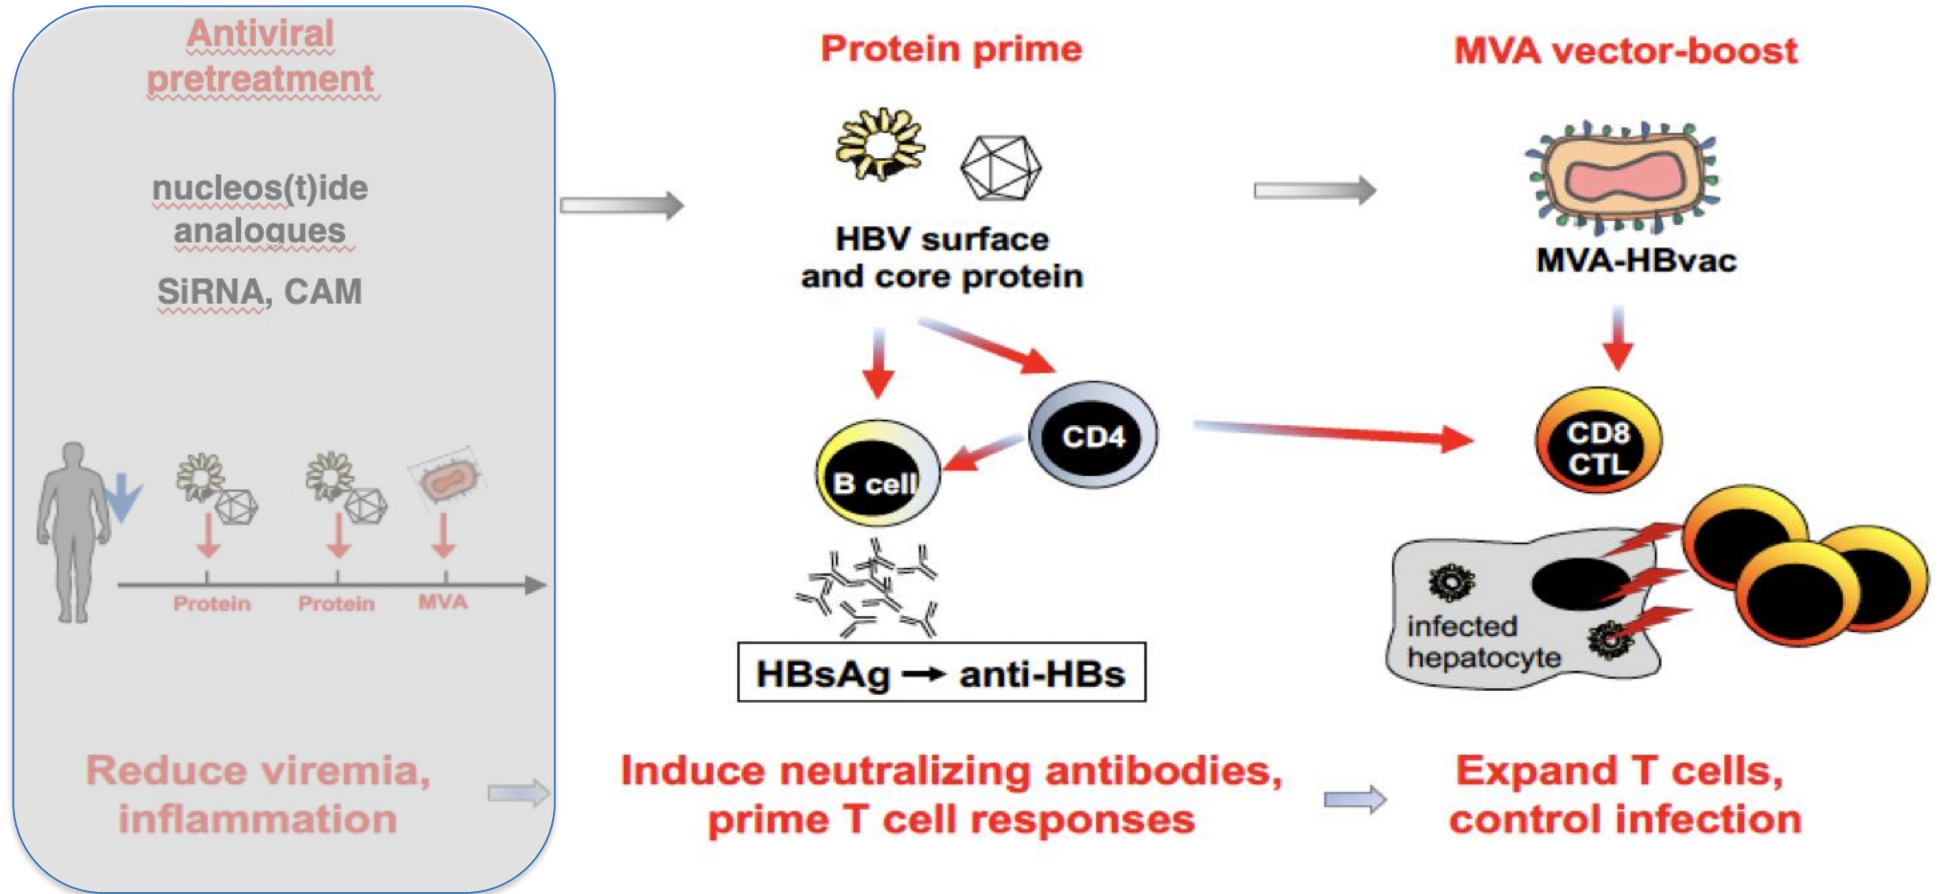 Antiviral
pretreatment
nucleos(t)ide
analogues
SiRNA, CAM
Protein
Protein
MVA
Reduce viremia,
inflammation
Protein prime
HBV surface
and core protein
CD4
B cell
HBsAg → anti-HBs
Induce neutralizing antibodies,
prime T cell responses
MVA vector-boost
MVA-HBvac
CD8
CTL
infected
hepatocyte
Expand T cells,
control infection